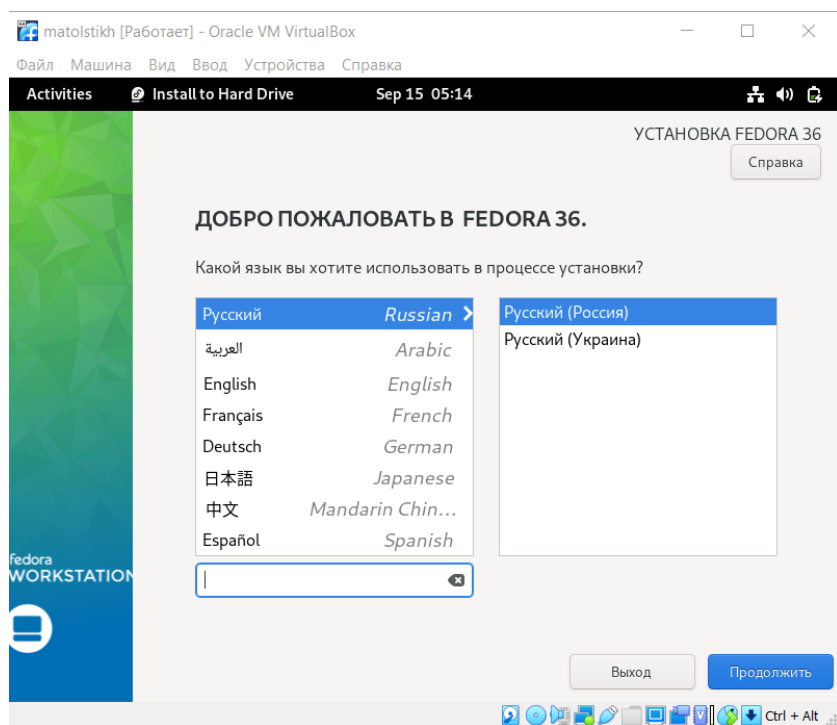 matolstikh [Работает] - Oracle VM VirtualBox
Файл Машина Вид Ввод Устройства Справка
Activities Install to Hard Drive Sep 15 05:14
УСТАНОВКА FEDORA 36
Справка
ДОБРО ПОЖАЛОВАТЬ В FEDORA 36.
Какой язык вы хотите использовать в процессе установки?
Русский Russian
العربية Arabic
English English
Français French
Deutsch German
日本語 Japanese
中文 Mandarin Chin...
Español Spanish
Русский (Россия)
Русский (Украина)
fedora
WORKSTATION
Выход Продолжить
Ctrl + Alt